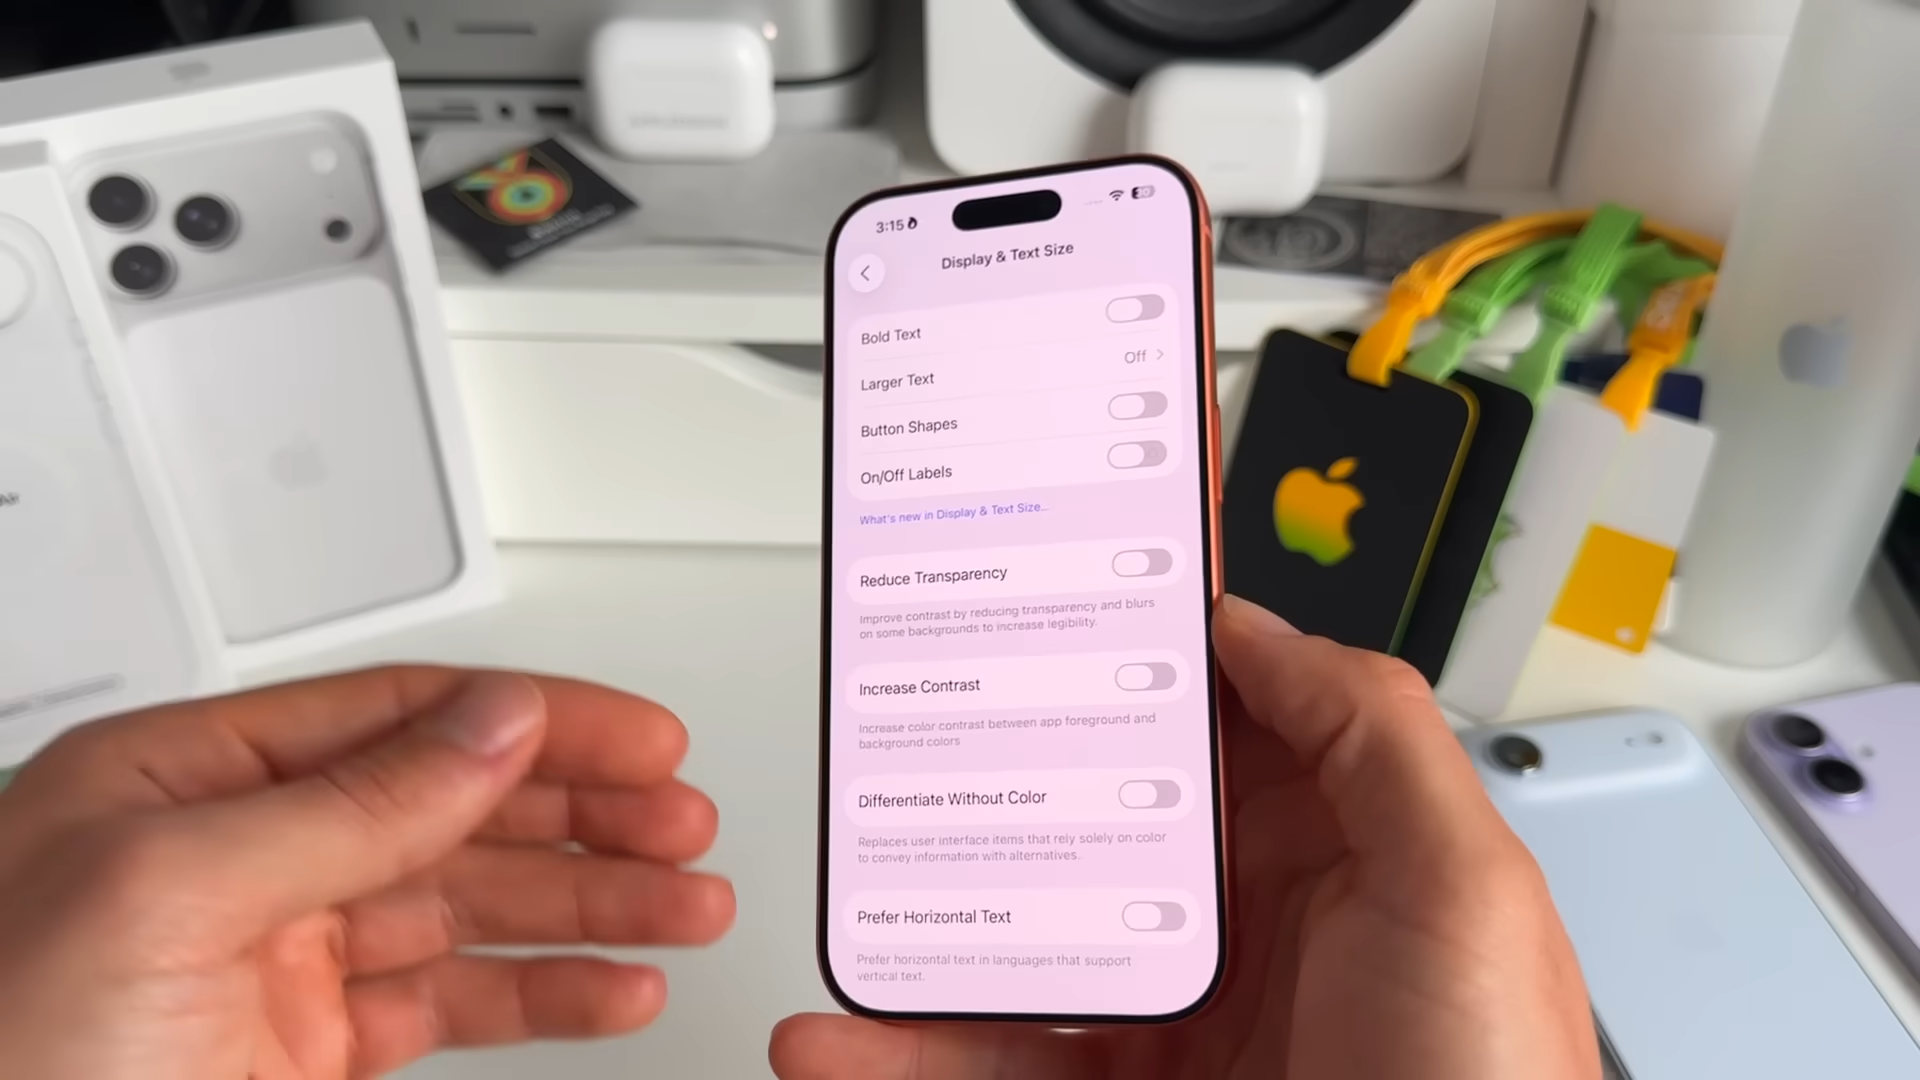 3:15
Display & Text Size
Bold Text
Larger Text
Off
Button Shapes
On/Off Labels
What's new in Display & Text Size...
Reduce Transparency
Improve contrast by reducing transparency and blurs
on some backgrounds to increase legibility.
Increase Contrast
Increase color contrast between app foreground and
background colors
Differentiate Without Color
Replaces user interface items that rely solely on color
to convey information with alternatives.
Prefer Horizontal Text
Prefer horizontal text in languages that support
vertical text.